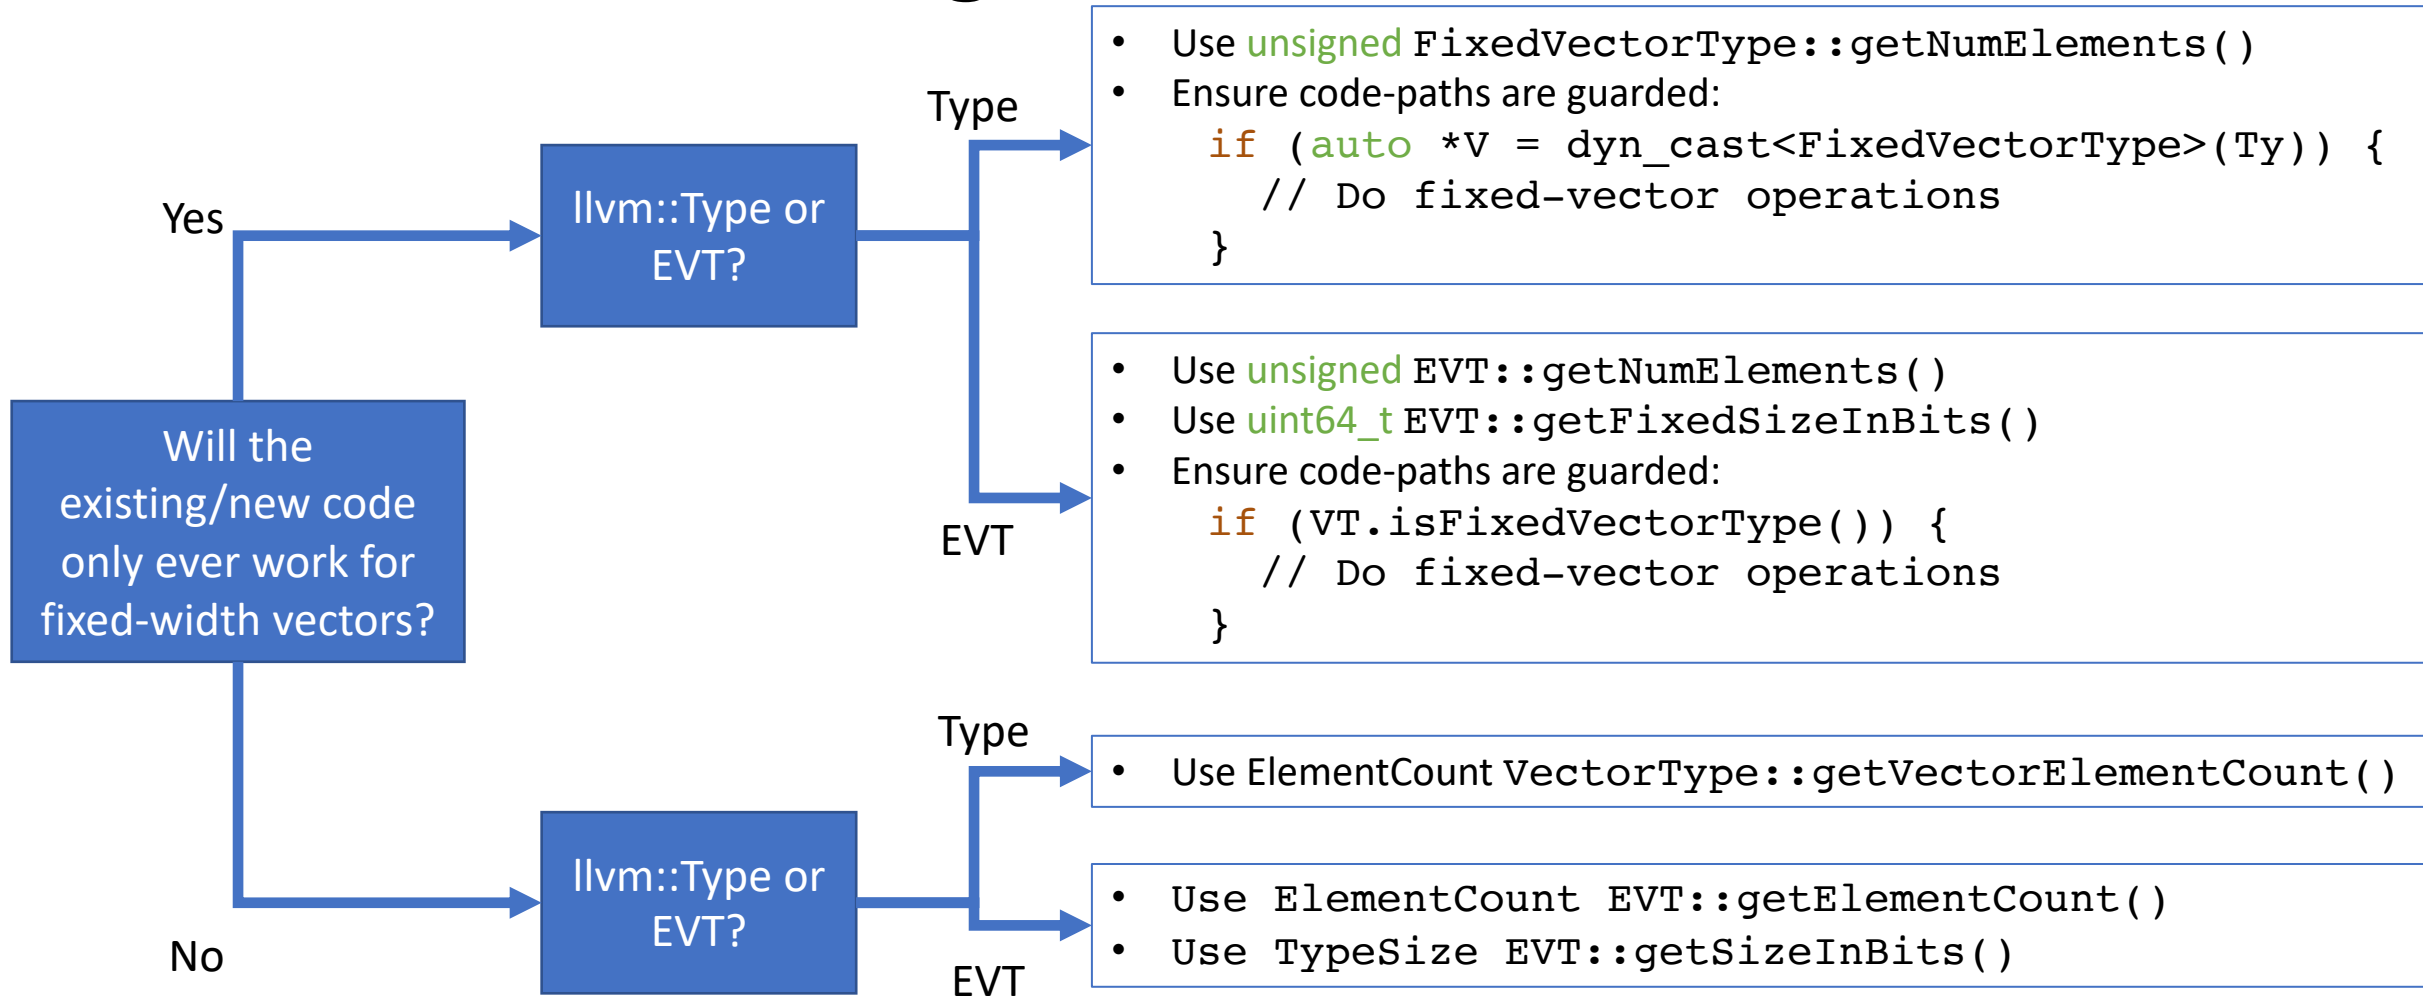 Will the
existing/new code
only ever work for
fixed-width vectors?
Yes
llvm::Type or
EVT?
Type
• Use unsigned FixedVectorType::getNumElements()
• Ensure code-paths are guarded:
if (auto *V = dyn_cast<FixedVectorType>(Ty)) {
// Do fixed-vector operations
}
EVT
• Use unsigned EVT::getNumElements()
• Use uint64_t EVT::getFixedSizeInBits()
• Ensure code-paths are guarded:
if (VT.isFixedVectorType()) {
// Do fixed-vector operations
}
No
llvm::Type or
EVT?
Type
• Use ElementCount VectorType::getVectorElementCount()
EVT
• Use ElementCount EVT::getElementCount()
• Use TypeSize EVT::getSizeInBits()